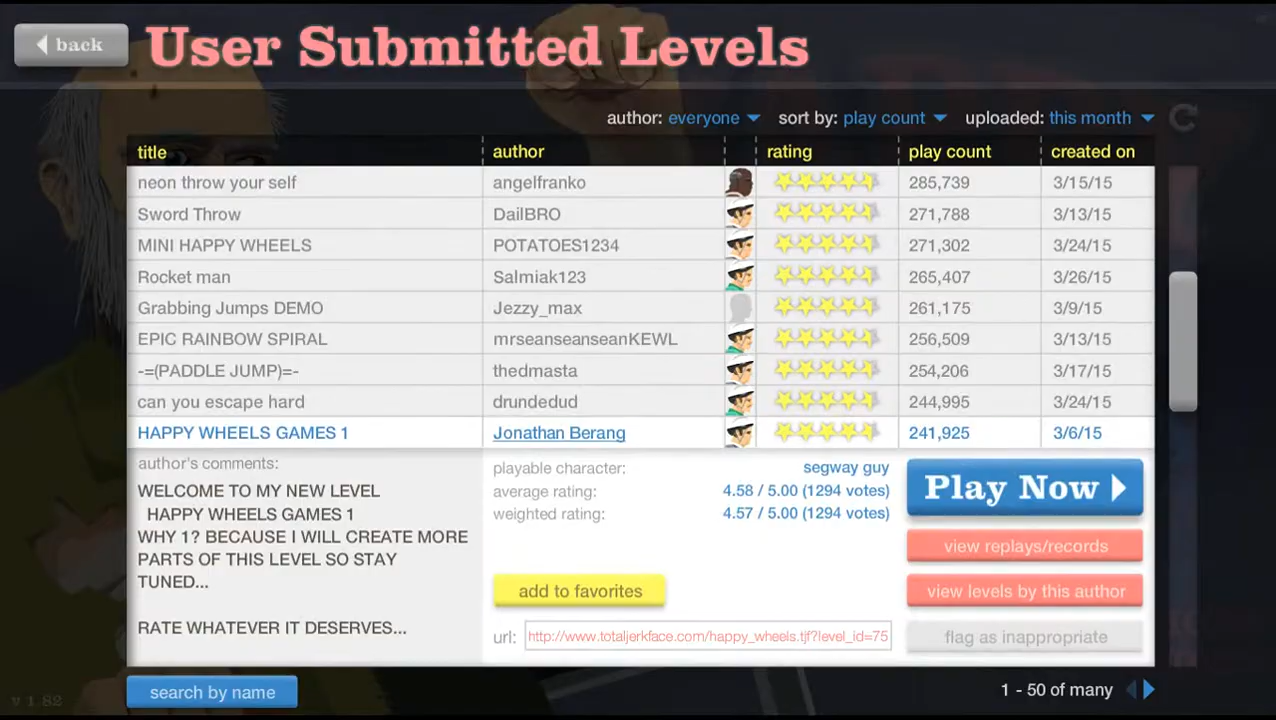 back
User Submitted Levels
author: everyone sort by: play count uploaded: this month
title author rating play count created on
neon throw your self angelfranko 285,739 3/15/15
Sword Throw DailBRO 271,788 3/13/15
MINI HAPPY WHEELS POTATOES1234 271,302 3/24/15
Rocket man Salmiak123 265,407 3/26/15
Grabbing Jumps DEMO Jezzy_max 261,175 3/9/15
EPIC RAINBOW SPIRAL mrseanseanseanKEWL 256,509 3/13/15
-=(PADDLE JUMP)=- thedmasta 254,206 3/17/15
can you escape hard drundedud 244,995 3/24/15
HAPPY WHEELS GAMES 1 Jonathan Berang 241,925 3/6/15
author's comments:
WELCOME TO MY NEW LEVEL
HAPPY WHEELS GAMES 1
WHY 1? BECAUSE I WILL CREATE MORE
PARTS OF THIS LEVEL SO STAY
TUNED...
RATE WHATEVER IT DESERVES...
playable character: segway guy
average rating: 4.58 / 5.00 (1294 votes)
weighted rating: 4.57 / 5.00 (1294 votes)
add to favorites
url: http://www.totaljerkface.com/happy_wheels.tjf?level_id=75
Play Now
view replays/records
view levels by this author
flag as inappropriate
v 1.82
search by name
1 - 50 of many